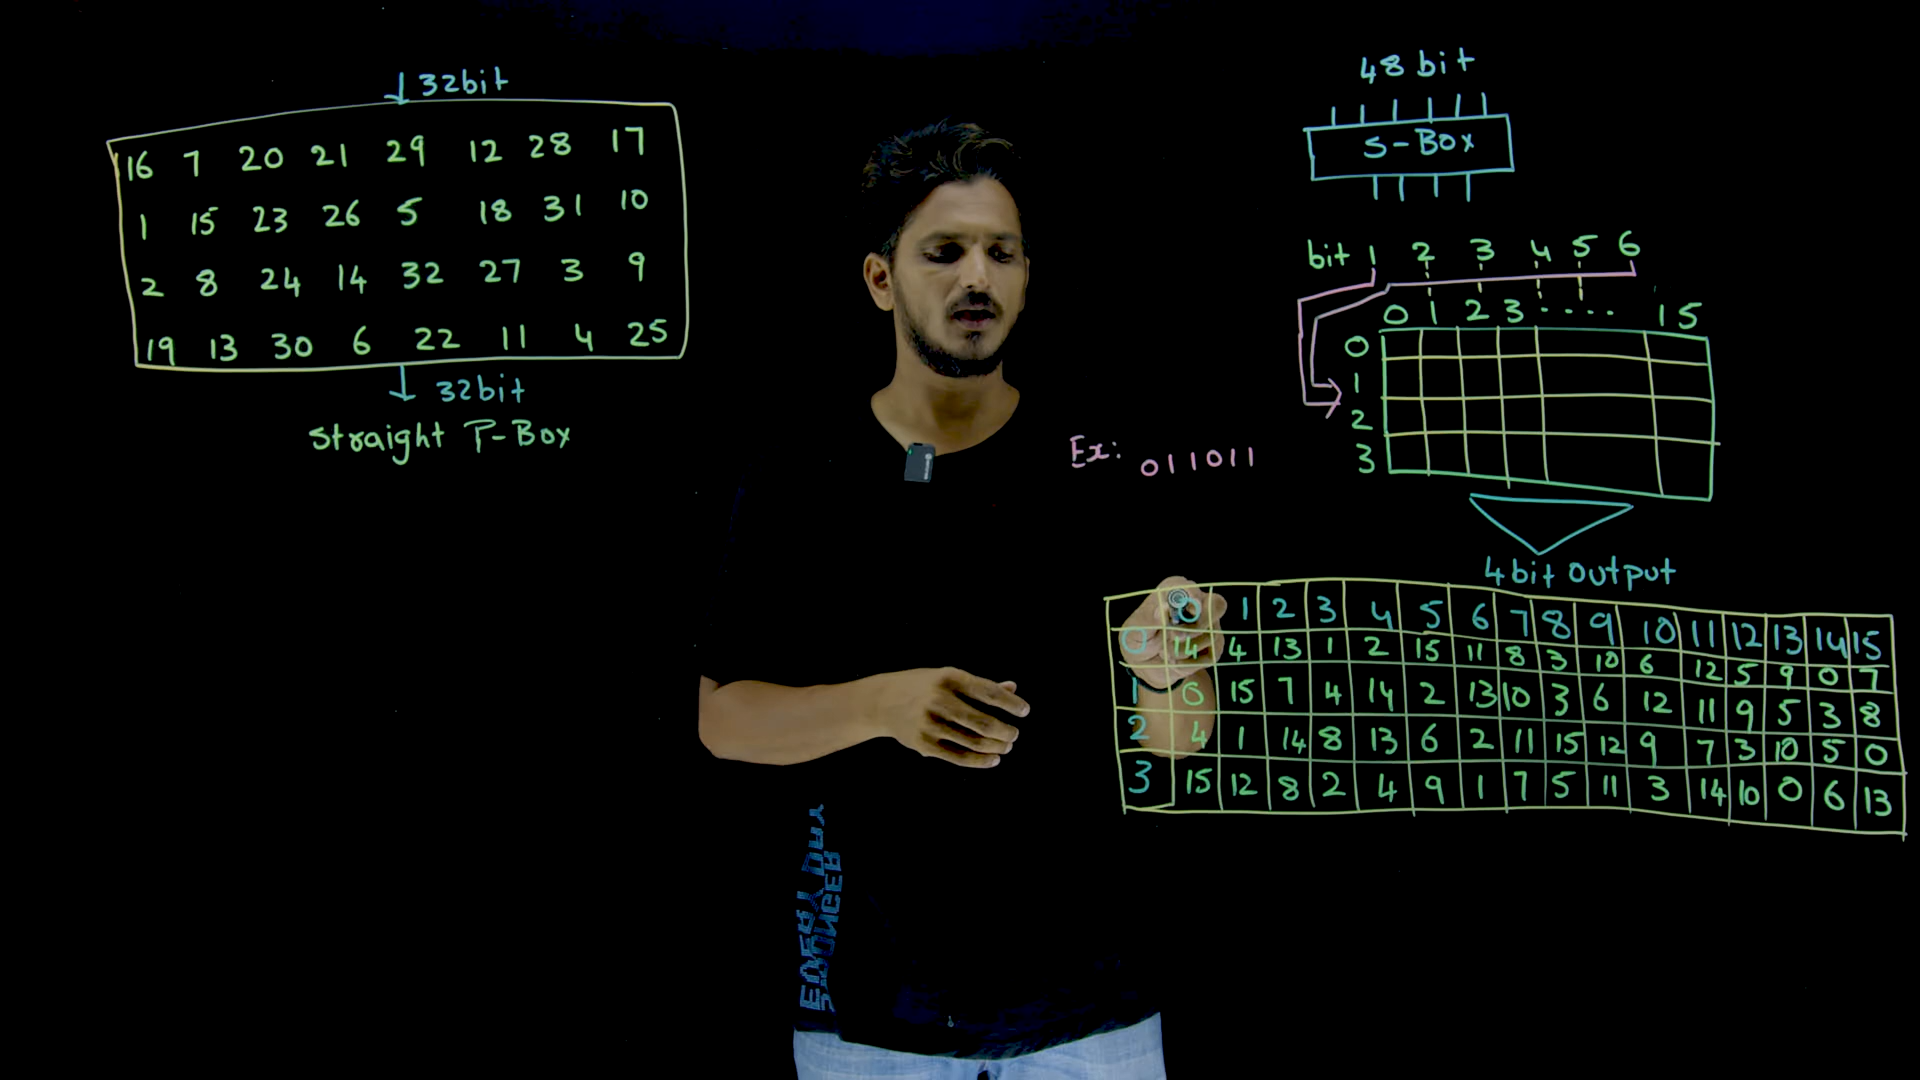 ↓ 32bit
16 7 20 21 29 12 28 17
1 15 23 26 5 18 31 10
2 8 24 14 32 27 3 9
19 13 30 6 22 11 4 25
↓ 32bit
Straight P-Box
48 bit
S-Box
bit 1 2 3 4 5 6
0 1 2 3 ..... 15
0
1
2
3
Ex: 011011
4bit output
0 1 2 3 4 5 6 7 8 9 10 11 12 13 14 15
0 14 4 13 1 2 15 11 8 3 10 6 12 5 9 0 7
1 0 15 7 4 14 2 13 10 3 6 12 11 9 5 3 8
2 4 1 14 8 13 6 2 11 15 12 9 7 3 10 5 0
3 15 12 8 2 4 9 1 7 5 11 3 14 10 0 6 13